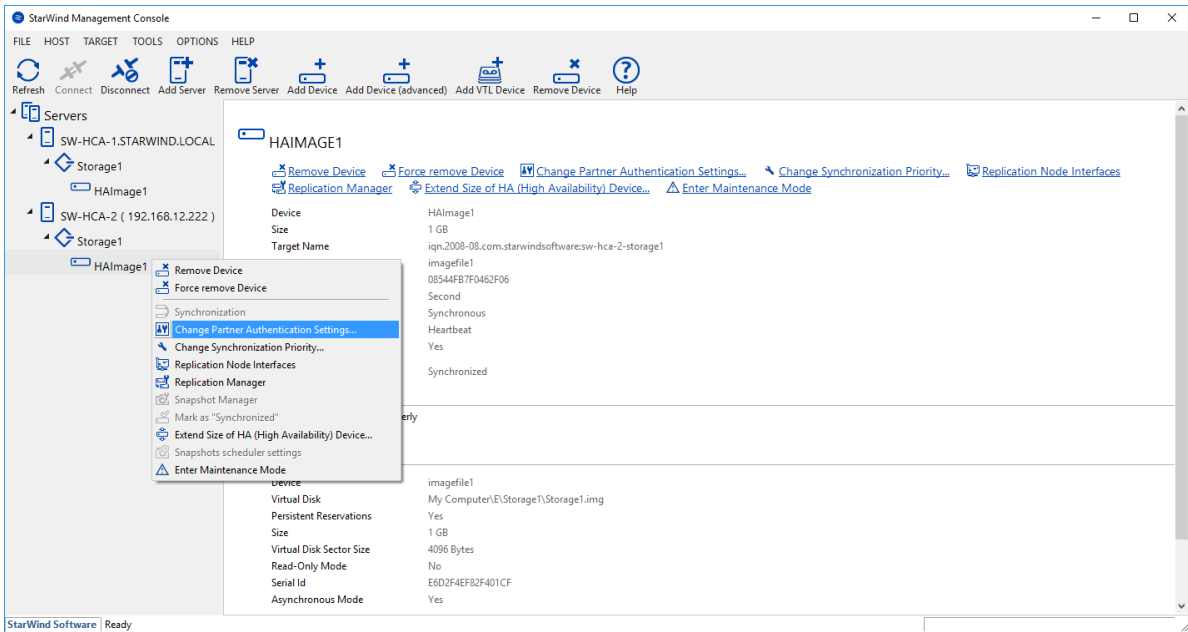 StarWind Management Console
FILE HOST TARGET TOOLS OPTIONS HELP
Refresh Connect Disconnect Add Server Remove Server Add Device Add Device (advanced) Add VTL Device Remove Device Help
Servers
SW-HCA-1.STARWIND.LOCAL
Storage1
HAImage1
SW-HCA-2 ( 192.168.12.222 )
Storage1
HAImage1
Remove Device
Force remove Device
Synchronization
Change Partner Authentication Settings...
Change Synchronization Priority...
Replication Node Interfaces
Replication Manager
Snapshot Manager
Mark as "Synchronized"
Extend Size of HA (High Availability) Device...
Snapshots scheduler settings
Enter Maintenance Mode
HAIMAGE1
Remove Device Force remove Device Change Partner Authentication Settings... Change Synchronization Priority... Replication Node Interfaces
Replication Manager Extend Size of HA (High Availability) Device... Enter Maintenance Mode
Device HAImage1
Size 1 GB
Target Name iqn.2008-08.com.starwindsoftware:sw-hca-2-storage1
imagefile1
08544FB7F0462F06
Second
Synchronous
Heartbeat
Yes
Synchronized
erly
Device imagefile1
Virtual Disk My Computer\E\Storage1\Storage1.img
Persistent Reservations Yes
Size 1 GB
Virtual Disk Sector Size 4096 Bytes
Read-Only Mode No
Serial Id E6D2F4EF82F401CF
Asynchronous Mode Yes
StarWind Software Ready